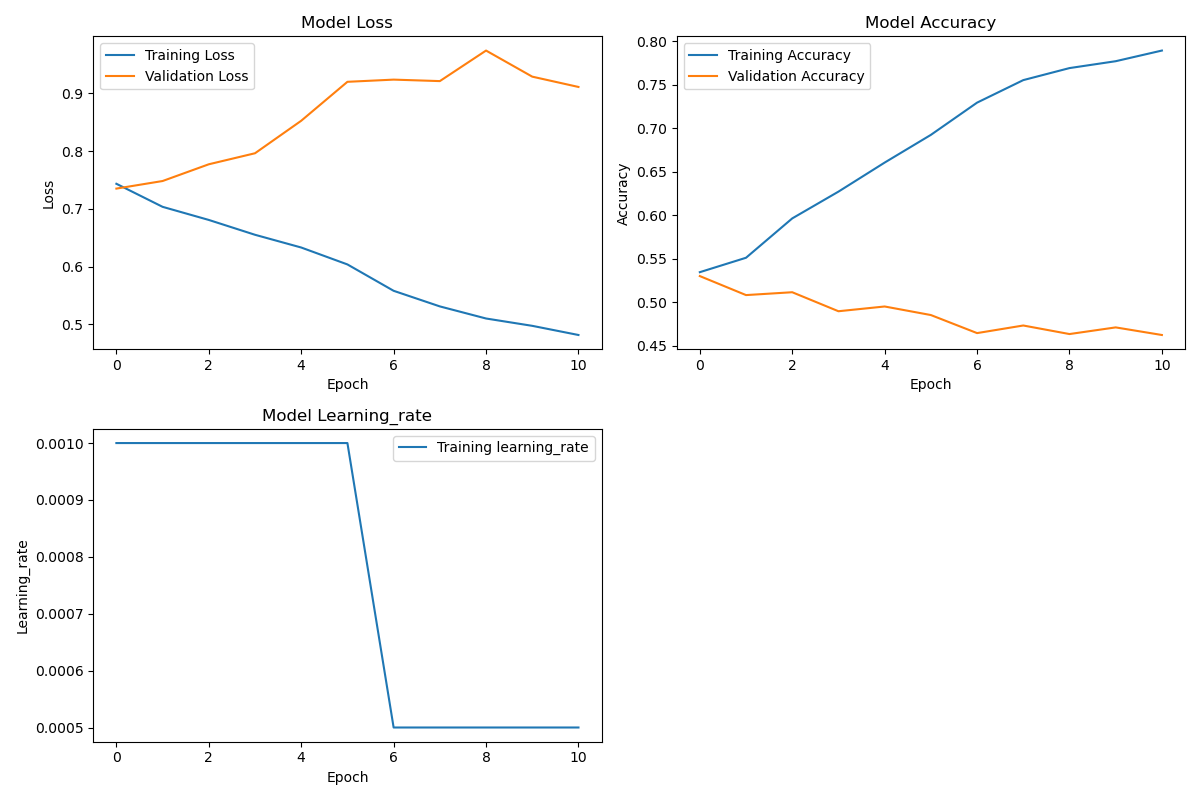 Model Loss
Training Loss
Validation Loss
Loss
0.9
0.8
0.7
0.6
0.5
0 2 4 6 8 10
Epoch
Model Accuracy
Training Accuracy
Validation Accuracy
Accuracy
0.80
0.75
0.70
0.65
0.60
0.55
0.50
0.45
0 2 4 6 8 10
Epoch
Model Learning_rate
Training learning_rate
Learning_rate
0.0010
0.0009
0.0008
0.0007
0.0006
0.0005
0 2 4 6 8 10
Epoch